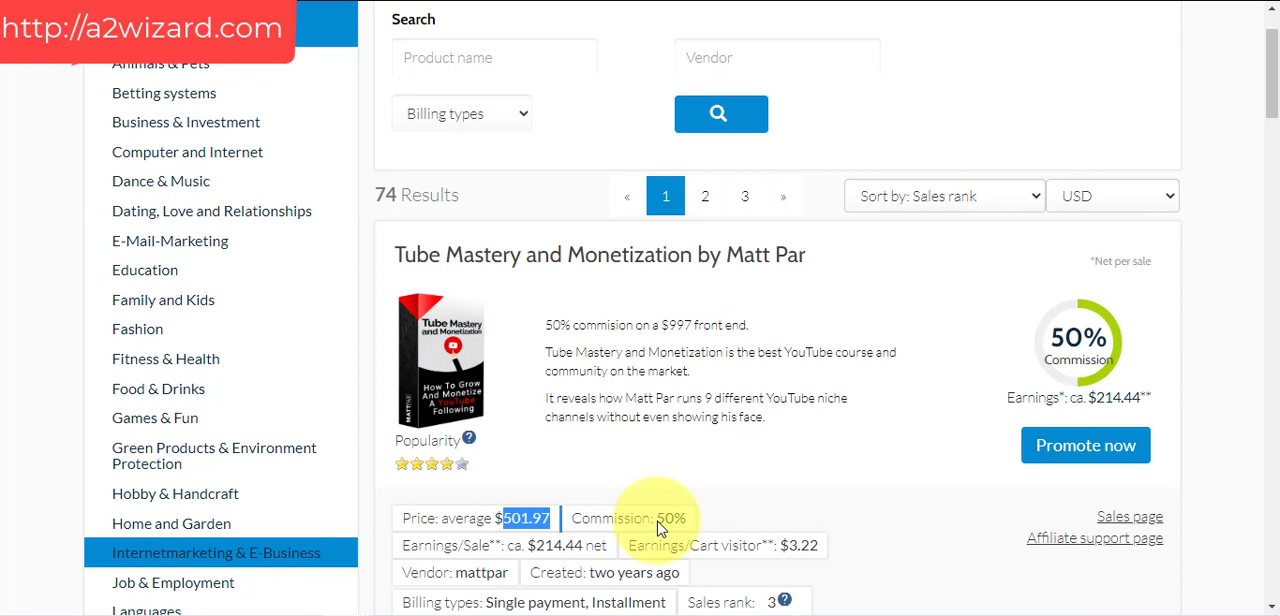 http://a2wizard.com
Animals & Pets
Betting systems
Business & Investment
Computer and Internet
Dance & Music
Dating, Love and Relationships
E-Mail-Marketing
Education
Family and Kids
Fashion
Fitness & Health
Food & Drinks
Games & Fun
Green Products & Environment
Protection
Hobby & Handcraft
Home and Garden
Internetmarketing & E-Business
Job & Employment
Languages
Search
Product name
Vendor
Billing types
74 Results
« 1 2 3 »
Sort by: Sales rank
USD
Tube Mastery and Monetization by Matt Par
*Net per sale
Tube Mastery
and Monetization
How To Grow
And Monetize
A YouTube
Following
MATT PAR
Popularity ?
50% commision on a $997 front end.
Tube Mastery and Monetization is the best YouTube course and
community on the market.
It reveals how Matt Par runs 9 different YouTube niche
channels without even showing his face.
50%
Commission
Earnings*: ca. $214.44**
Promote now
Price: average $501.97
Commission: 50%
Earnings/Sale**: ca. $214.44 net
Earnings/Cart visitor**: $3.22
Vendor: mattpar
Created: two years ago
Billing types: Single payment, Installment
Sales rank: 3 ?
Sales page
Affiliate support page